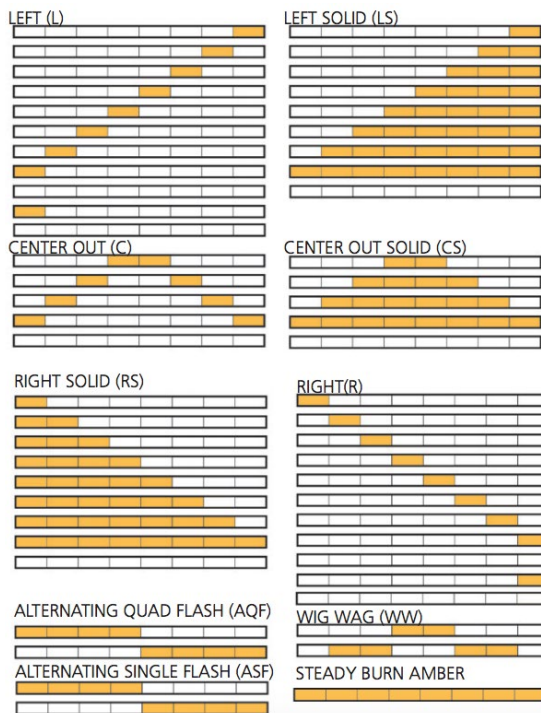 LEFT (L)
LEFT SOLID (LS)
CENTER OUT (C)
CENTER OUT SOLID (CS)
RIGHT SOLID (RS)
RIGHT(R)
ALTERNATING QUAD FLASH (AQF)
WIG WAG (WW)
ALTERNATING SINGLE FLASH (ASF)
STEADY BURN AMBER